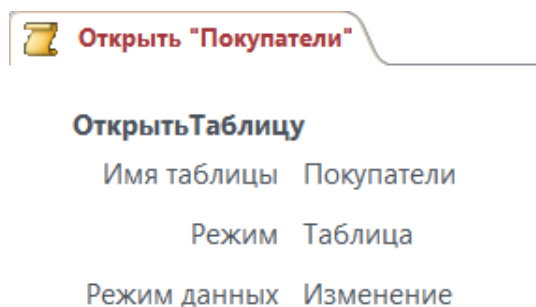 Открыть "Покупатели"
ОткрытьТаблицу
Имя таблицы Покупатели
Режим Таблица
Режим данных Изменение